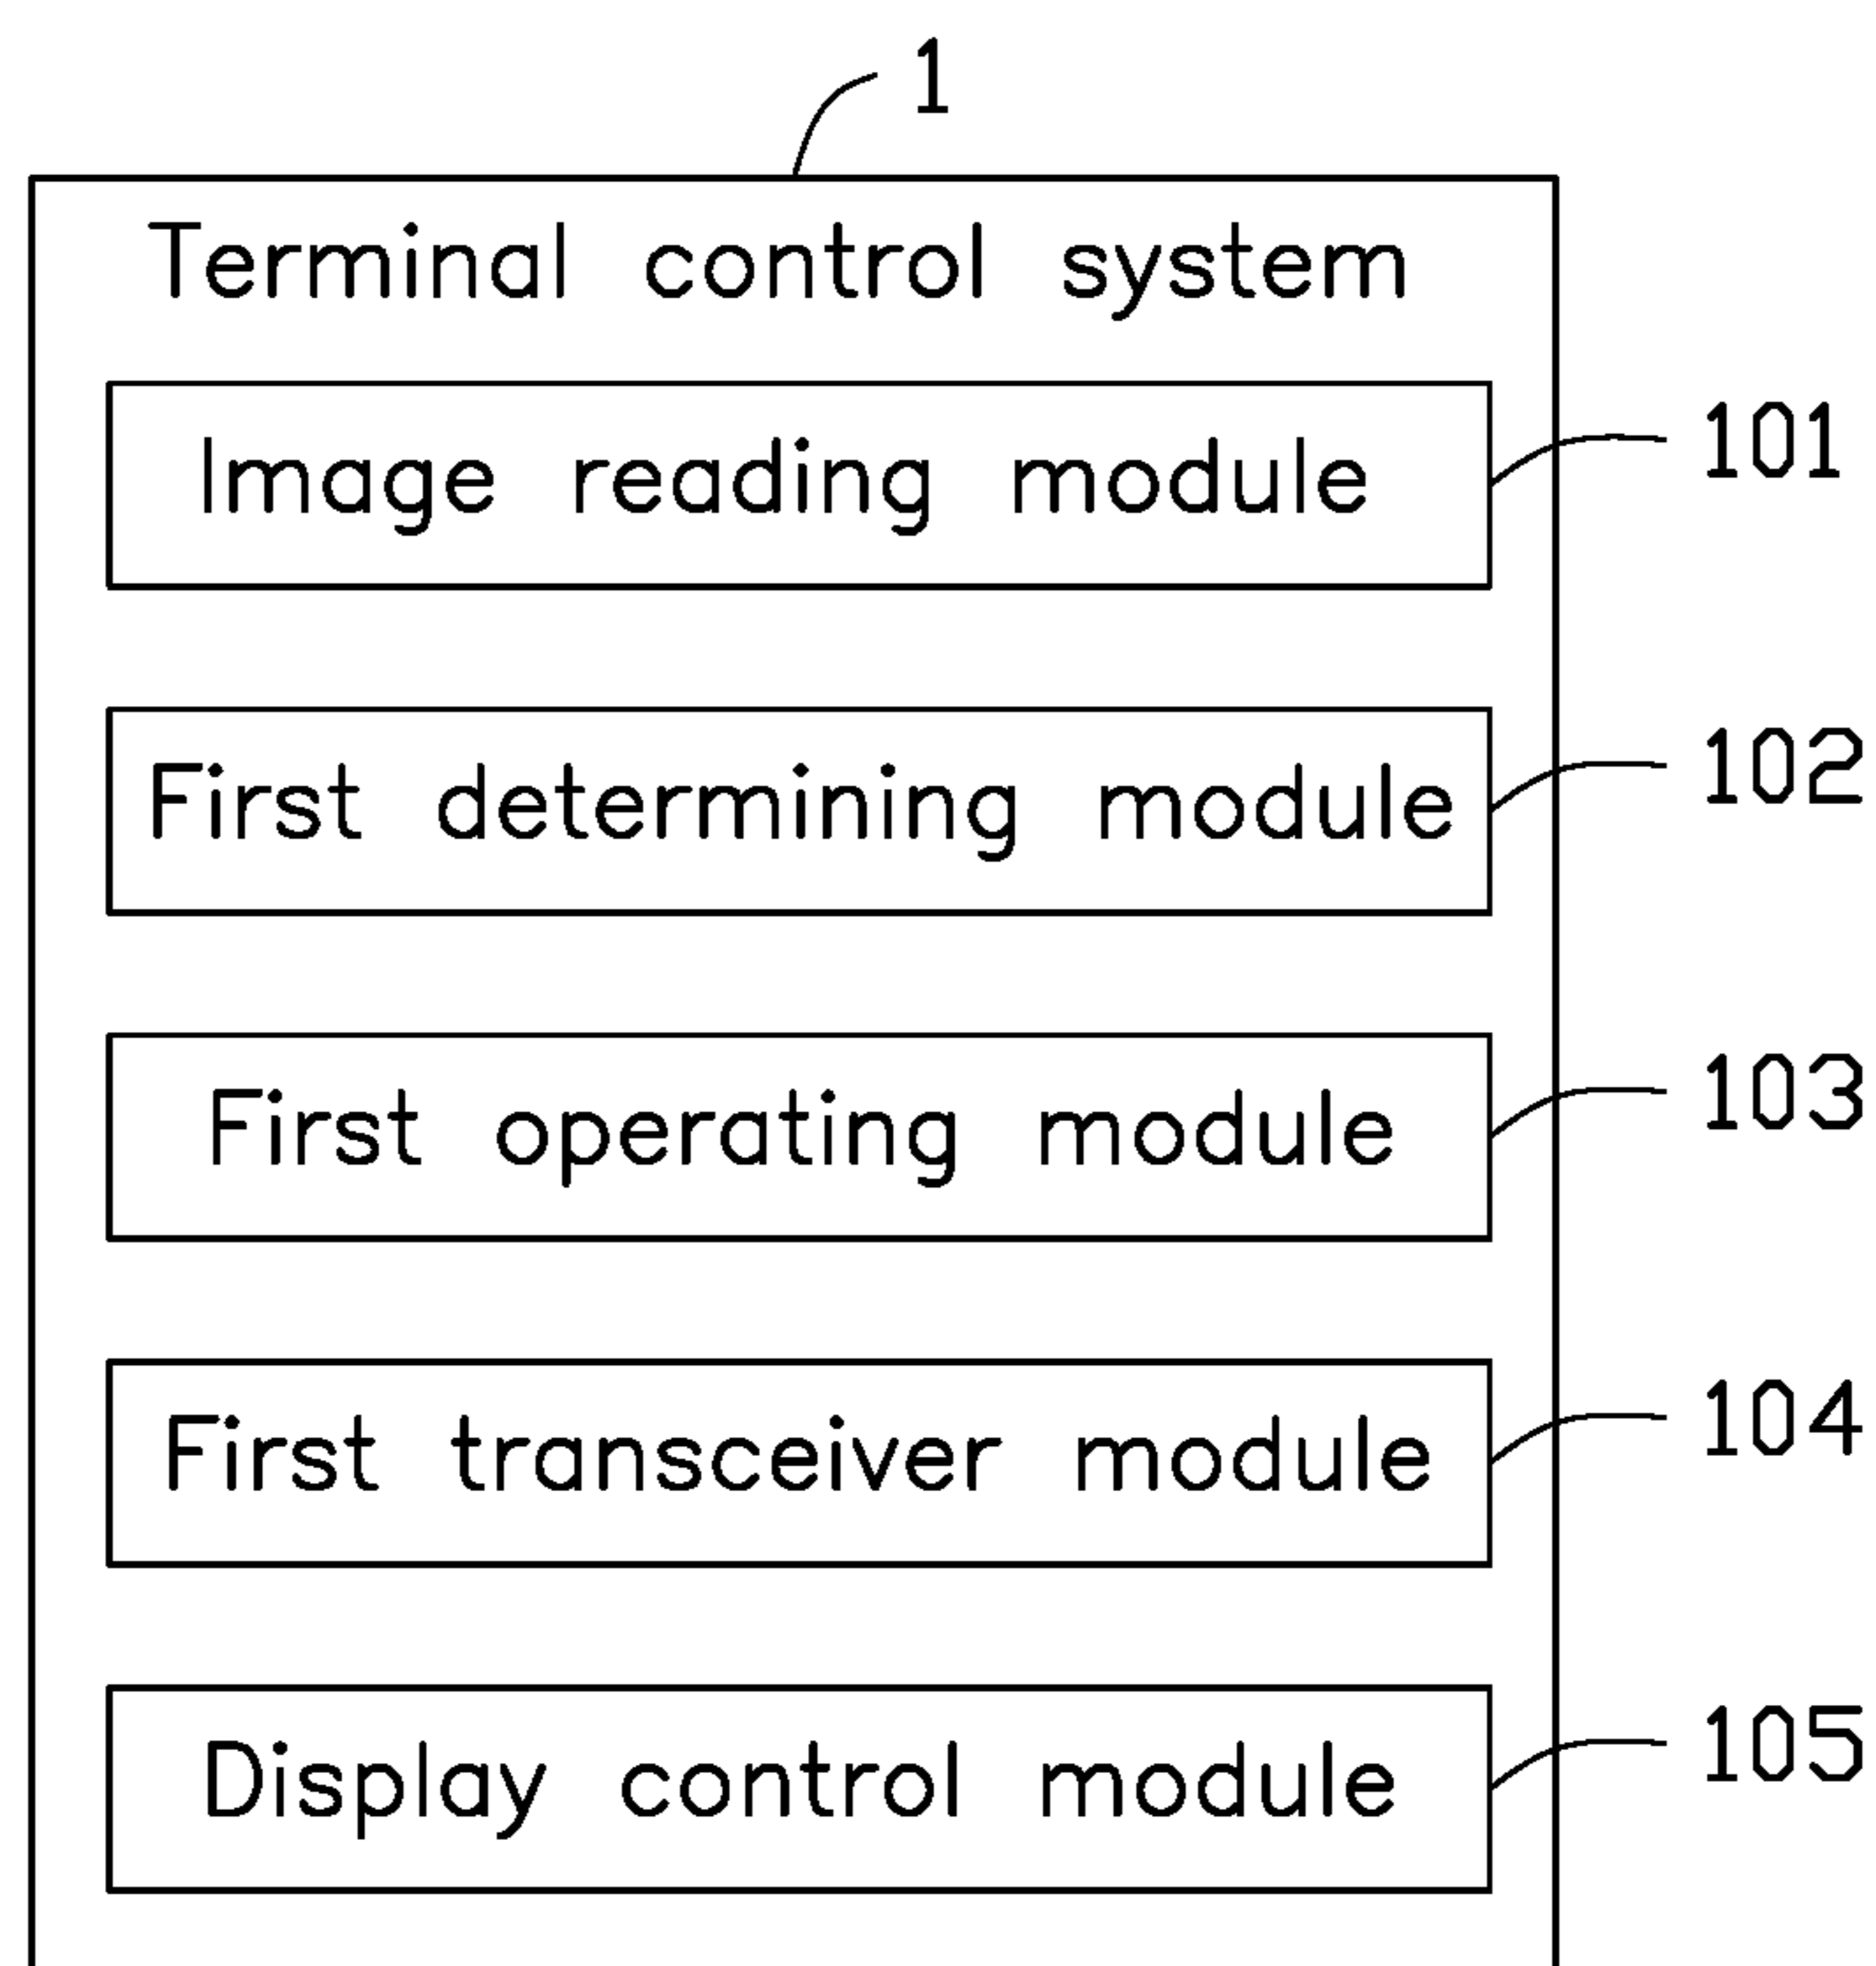 1
Terminal control system
Image reading module 101
First determining module 102
First operating module 103
First transceiver module 104
Display control module 105